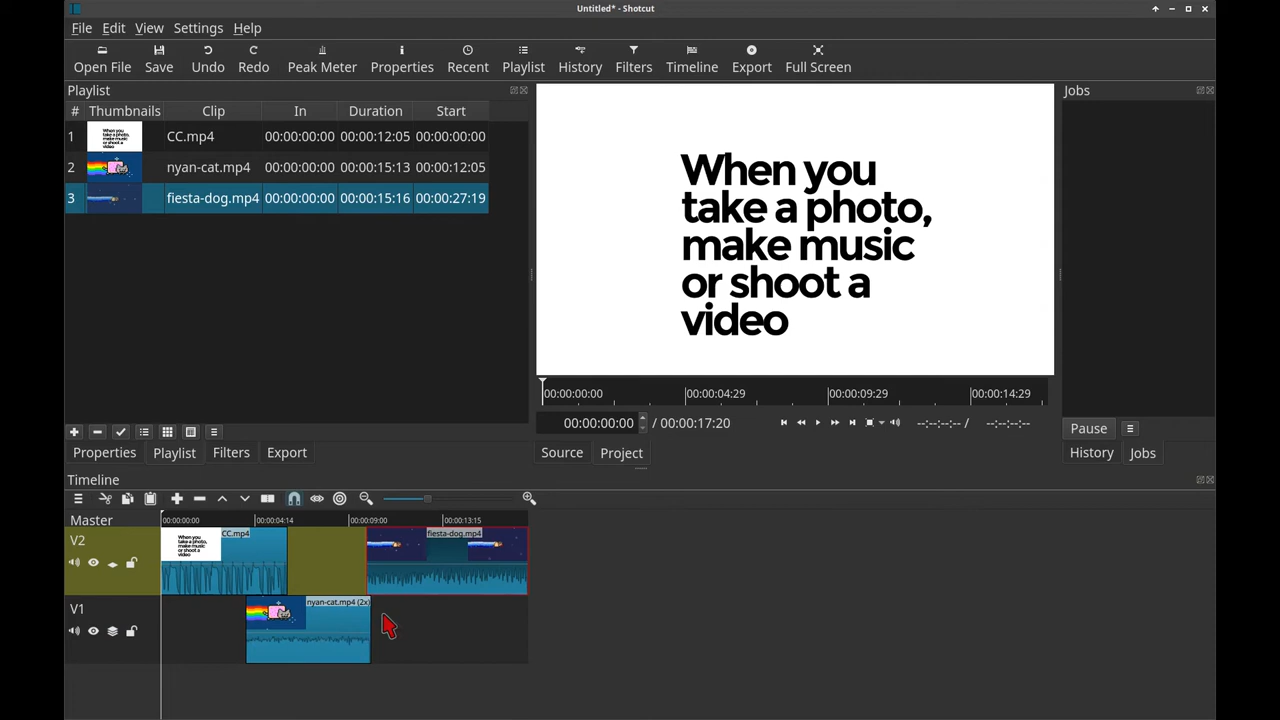 Untitled* - Shotcut
File Edit View Settings Help
Open File Save Undo Redo Peak Meter Properties Recent Playlist History Filters Timeline Export Full Screen
Playlist
# Thumbnails Clip In Duration Start
1 CC.mp4 00:00:00:00 00:00:12:05 00:00:00:00
2 nyan-cat.mp4 00:00:00:00 00:00:15:13 00:00:12:05
3 fiesta-dog.mp4 00:00:00:00 00:00:15:16 00:00:27:19
When you
take a photo,
make music
or shoot a
video
Jobs
00:00:00:00 00:00:04:29 00:00:09:29 00:00:14:29
00:00:00:00 / 00:00:17:20 --:--:--:-- / --:--:--:--
Pause
Properties Playlist Filters Export
Source Project
History Jobs
Timeline
Master
00:00:00:00 00:00:04:14 00:00:09:00 00:00:13:15
V2
CC.mp4 fiesta-dog.mp4
V1
nyan-cat.mp4 (2x)